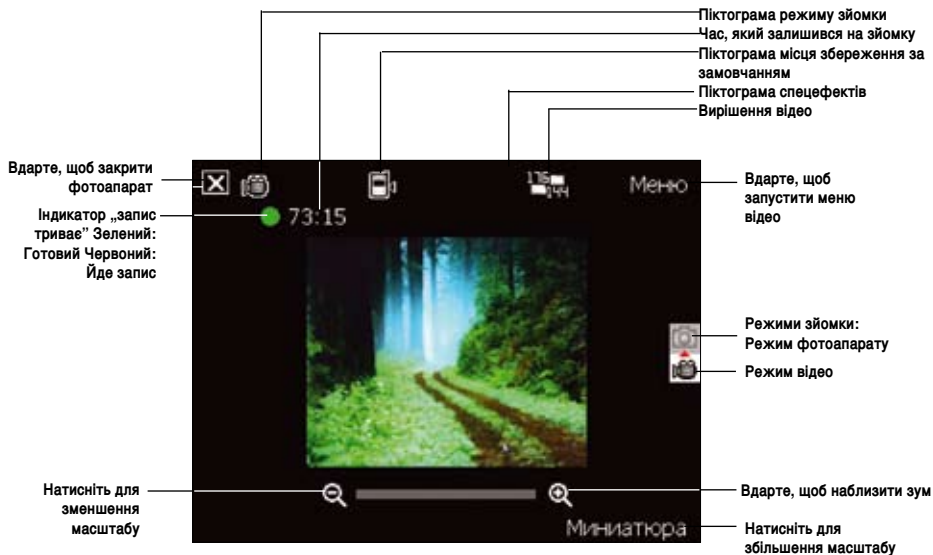 Піктограма режиму зйомки
Час, який залишився на зйомку
Піктограма місця збереження за
замовчанням
Піктограма спецефектів
Вирішення відео
Вдарте, щоб закрити
фотоапарат
176
144
Меню
Вдарте, щоб
запустити меню
відео
Індикатор „запис
триває” Зелений:
Готовий Червоний:
Йде запис
73:15
Режими зйомки:
Режим фотоапарату
Режим відео
Натисніть для
зменшення
масштабу
Вдарте, щоб наблизити зум
Миниатюра
Натисніть для
збільшення масштабу